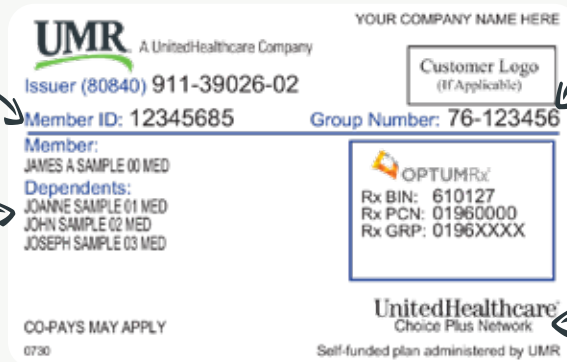 YOUR COMPANY NAME HERE
UMR A UnitedHealthcare Company
Customer Logo
(If Applicable)
Issuer (80840) 911-39026-02
Member ID: 12345685 Group Number: 76-123456
Member:
JAMES A SAMPLE 00 MED
Dependents:
JOANNE SAMPLE 01 MED
JOHN SAMPLE 02 MED
JOSEPH SAMPLE 03 MED
OPTUMRx
Rx BIN: 610127
Rx PCN: 01960000
Rx GRP: 0196XXXX
UnitedHealthcare
Choice Plus Network
CO-PAYS MAY APPLY
0730 Self-funded plan administered by UMR